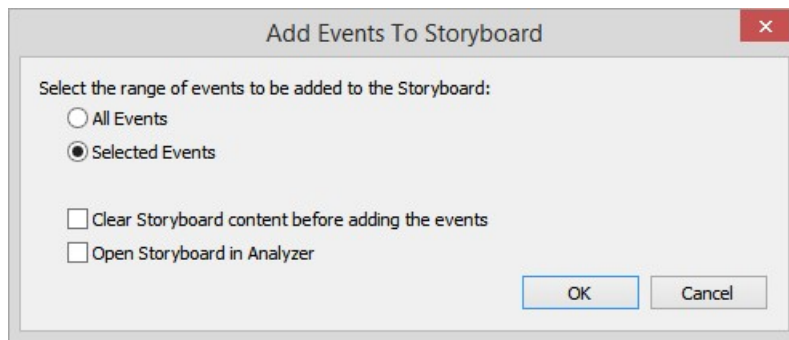 Add Events To Storyboard
Select the range of events to be added to the Storyboard:
All Events
Selected Events
Clear Storyboard content before adding the events
Open Storyboard in Analyzer
OK Cancel